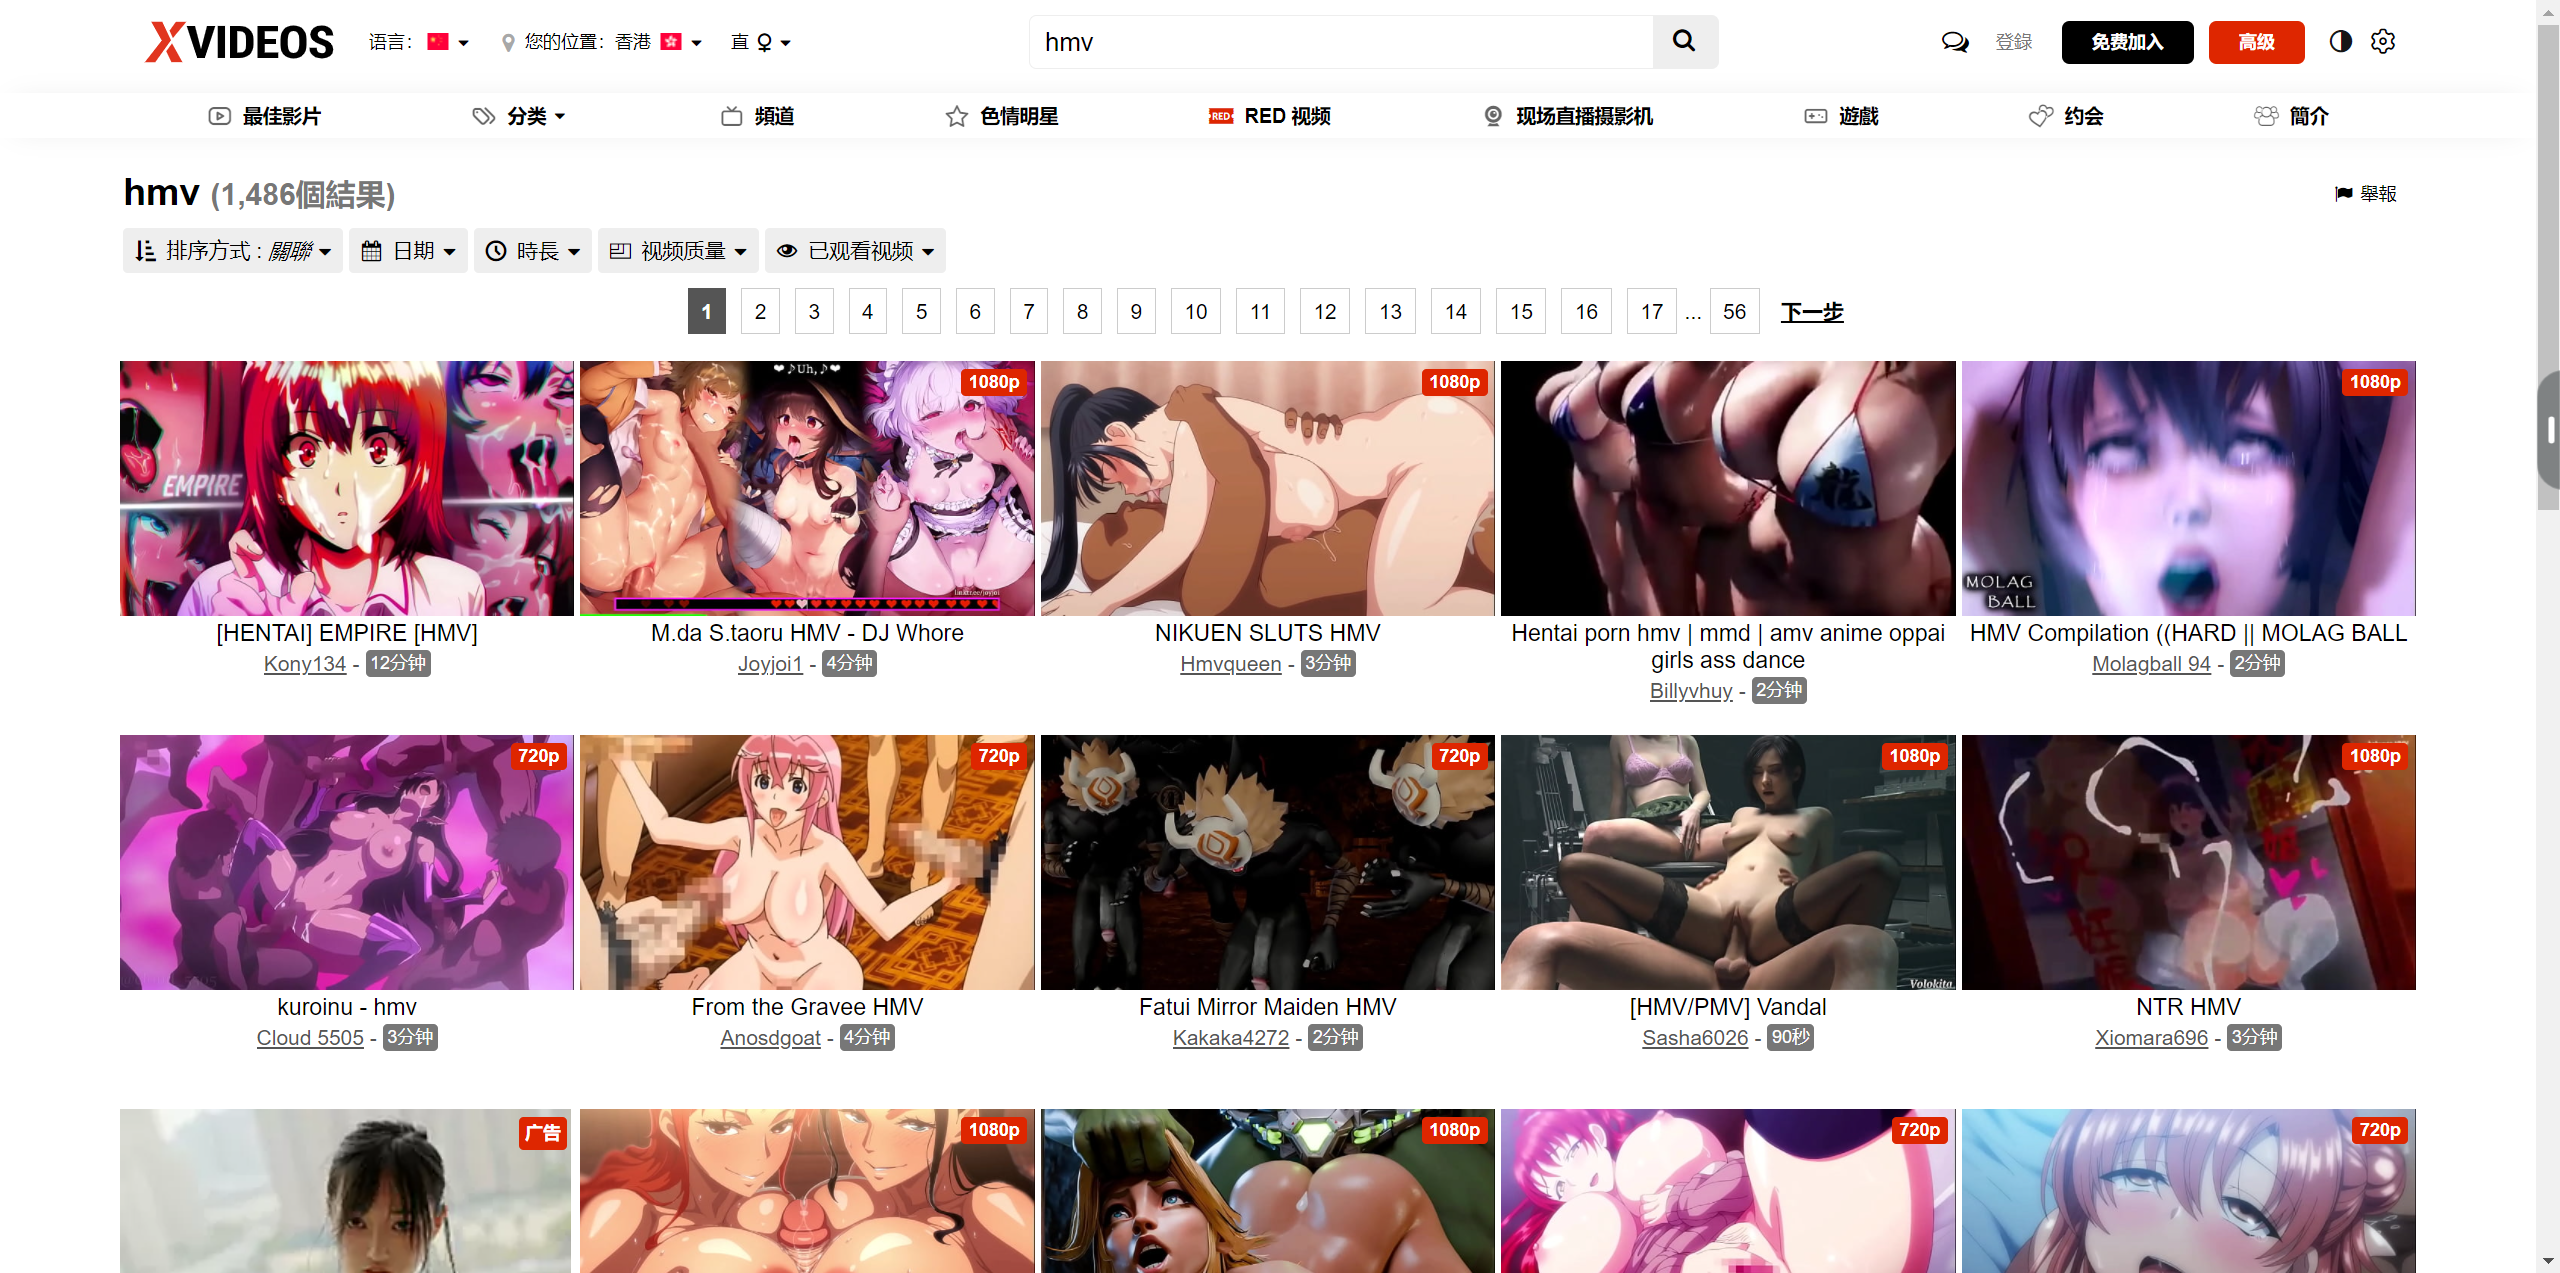 XVIDEOS 语言： 您的位置：香港 直 hmv 登錄 免费加入 高级
最佳影片 分类 頻道 色情明星 RED RED 视频 现场直播摄影机 遊戲 约会 簡介
hmv (1,486個結果) 舉報
排序方式 : 關聯 日期 時長 视频质量 已观看视频
1 2 3 4 5 6 7 8 9 10 11 12 13 14 15 16 17 ... 56 下一步
EMPIRE
❤♪Uh,♪❤
1080p
1080p
1080p
MOLAG
BALL
[HENTAI] EMPIRE [HMV]
Kony134 - 12分钟
M.da S.taoru HMV - DJ Whore
Joyjoi1 - 4分钟
NIKUEN SLUTS HMV
Hmvqueen - 3分钟
Hentai porn hmv | mmd | amv anime oppai
girls ass dance
Billyvhuy - 2分钟
HMV Compilation ((HARD || MOLAG BALL
Molagball 94 - 2分钟
720p
720p
720p
1080p
Volokita
1080p
kuroinu - hmv
Cloud 5505 - 3分钟
From the Gravee HMV
Anosdgoat - 4分钟
Fatui Mirror Maiden HMV
Kakaka4272 - 2分钟
[HMV/PMV] Vandal
Sasha6026 - 90秒
NTR HMV
Xiomara696 - 3分钟
广告
1080p
1080p
720p
720p